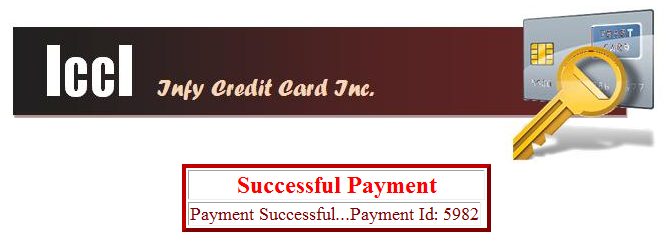 Iccl
Infy Credit Card Inc.
Successful Payment
Payment Successful...Payment Id: 5982